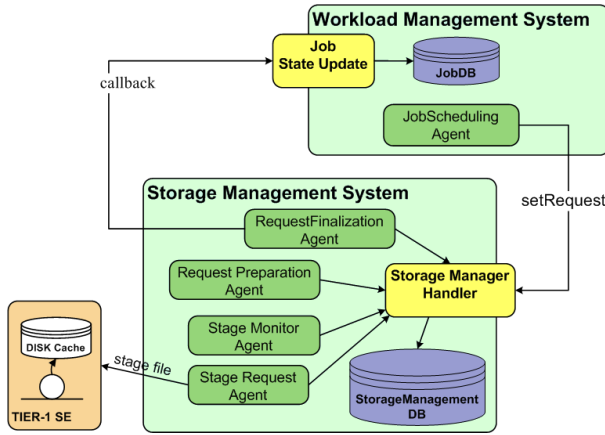 Workload Management System
Job
State Update
JobDB
callback
JobScheduling
Agent
Storage Management System
setRequest
RequestFinalization
Agent
Request Preparation
Agent
Storage Manager
Handler
Stage Monitor
Agent
DISK Cache
stage file
Stage Request
Agent
StorageManagement
DB
TIER-1 SE